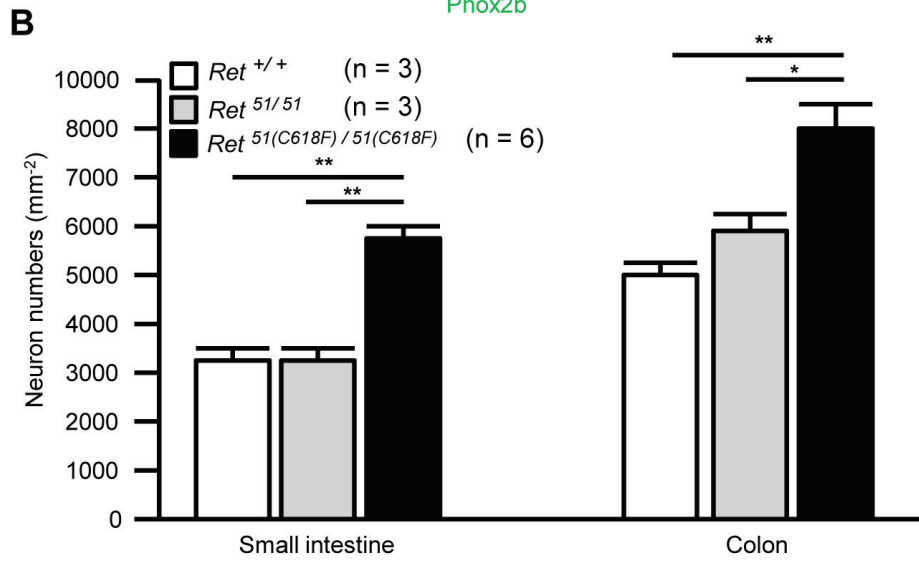 Phox2b
B
Ret +/+ (n = 3)
Ret 51/51 (n = 3)
Ret 51(C618F) / 51(C618F) (n = 6)
**
**
**
*
Neuron numbers (mm-2)
10000
8000
7000
6000
5000
4000
3000
2000
1000
0
Small intestine
Colon